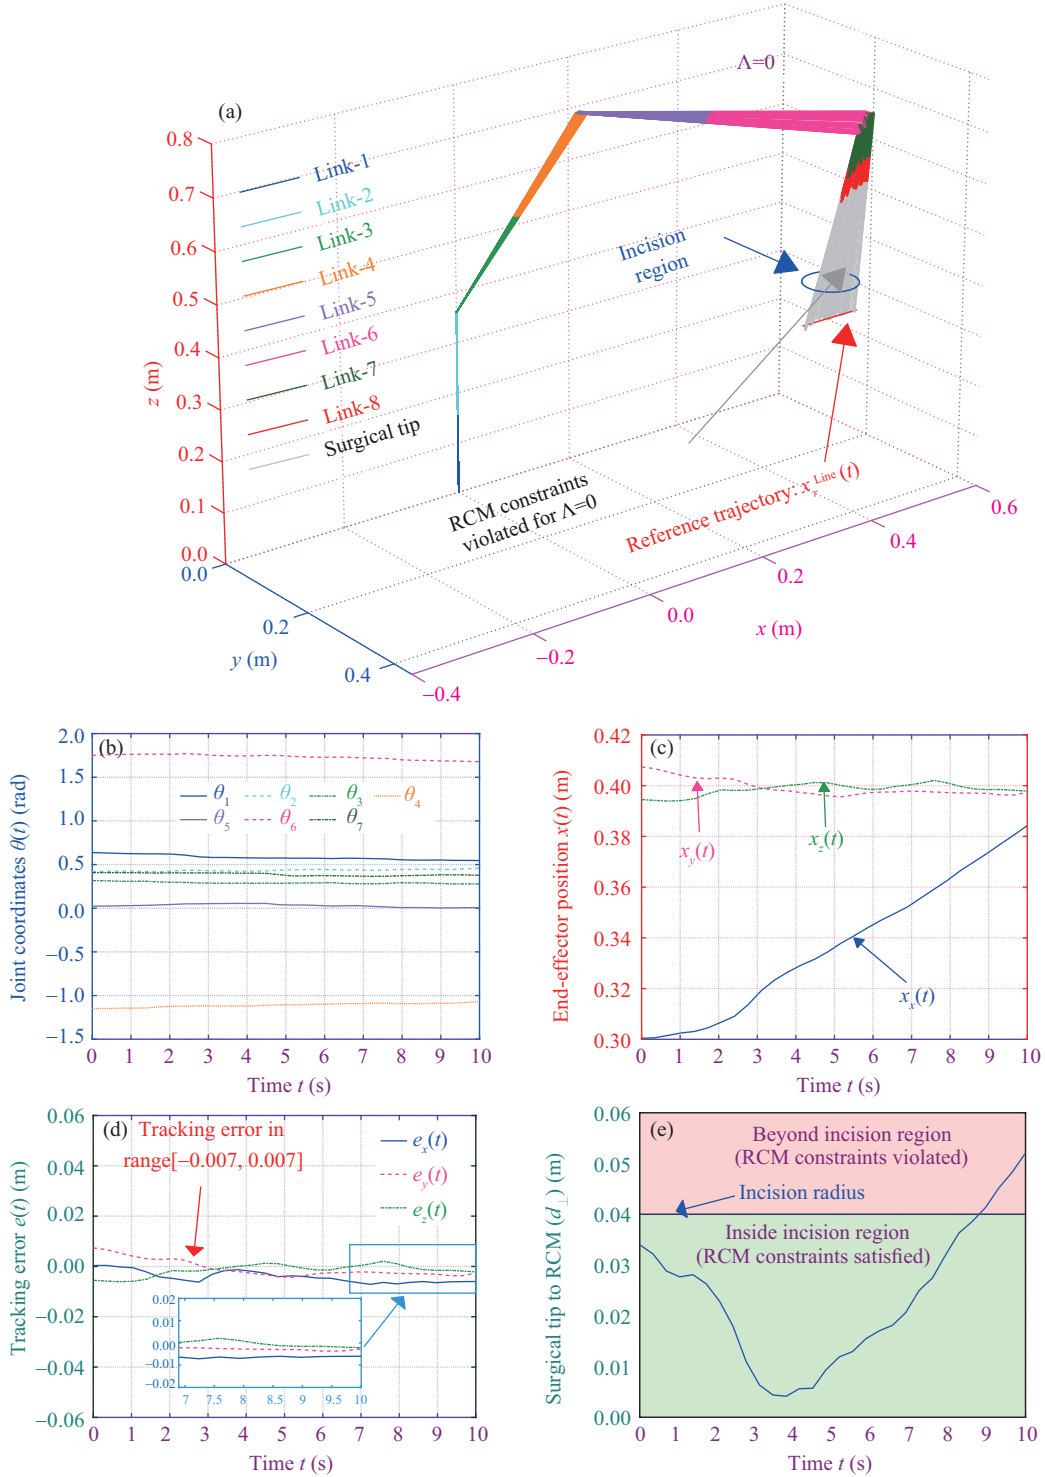 (a)
Λ=0
0.8
0.7
0.6
0.5
0.4
0.3
0.2
0.1
0.0
z (m)
Link-1
Link-2
Link-3
Link-4
Link-5
Link-6
Link-7
Link-8
Surgical tip
Incision
region
RCM constraints
violated for Λ=0
Reference trajectory: x_r^Line(t)
0.0
0.2
0.4
y (m)
−0.4
−0.2
0.0
0.2
0.4
0.6
x (m)
(b)
2.0
1.5
1.0
0.5
0.0
−0.5
−1.0
−1.5
Joint coordinates θ(t) (rad)
θ1 θ2 θ3 θ4
θ5 θ6 θ7
0 1 2 3 4 5 6 7 8 9 10
Time t (s)
(c)
0.42
0.40
0.38
0.36
0.34
0.32
0.30
End-effector position x(t) (m)
x_y(t)
x_z(t)
x_x(t)
0 1 2 3 4 5 6 7 8 9 10
Time t (s)
(d)
0.06
0.04
0.02
0.00
−0.02
−0.04
−0.06
Tracking error e(t) (m)
Tracking error in
range[−0.007, 0.007]
e_x(t)
e_y(t)
e_z(t)
0.02
0.01
0.00
−0.01
−0.02
7 7.5 8 8.5 9 9.5 10
0 1 2 3 4 5 6 7 8 9 10
Time t (s)
(e)
0.06
0.05
0.04
0.03
0.02
0.01
0.00
Surgical tip to RCM (d⊥) (m)
Beyond incision region
(RCM constraints violated)
Incision radius
Inside incision region
(RCM constraints satisfied)
0 1 2 3 4 5 6 7 8 9 10
Time t (s)